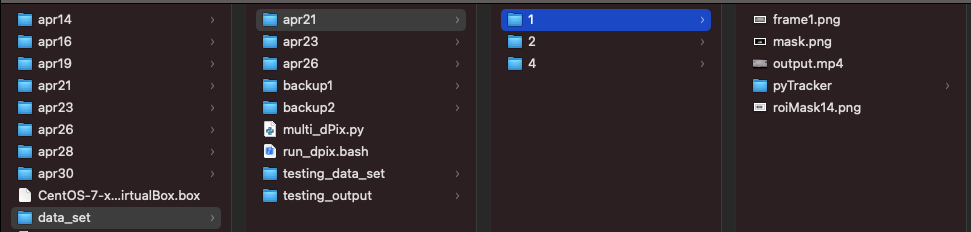 apr14
apr16
apr19
apr21
apr23
apr26
apr28
apr30
CentOS-7-x...irtualBox.box
data_set
apr21
apr23
apr26
backup1
backup2
multi_dPix.py
run_dpix.bash
testing_data_set
testing_output
1
2
4
frame1.png
mask.png
output.mp4
pyTracker
roiMask14.png